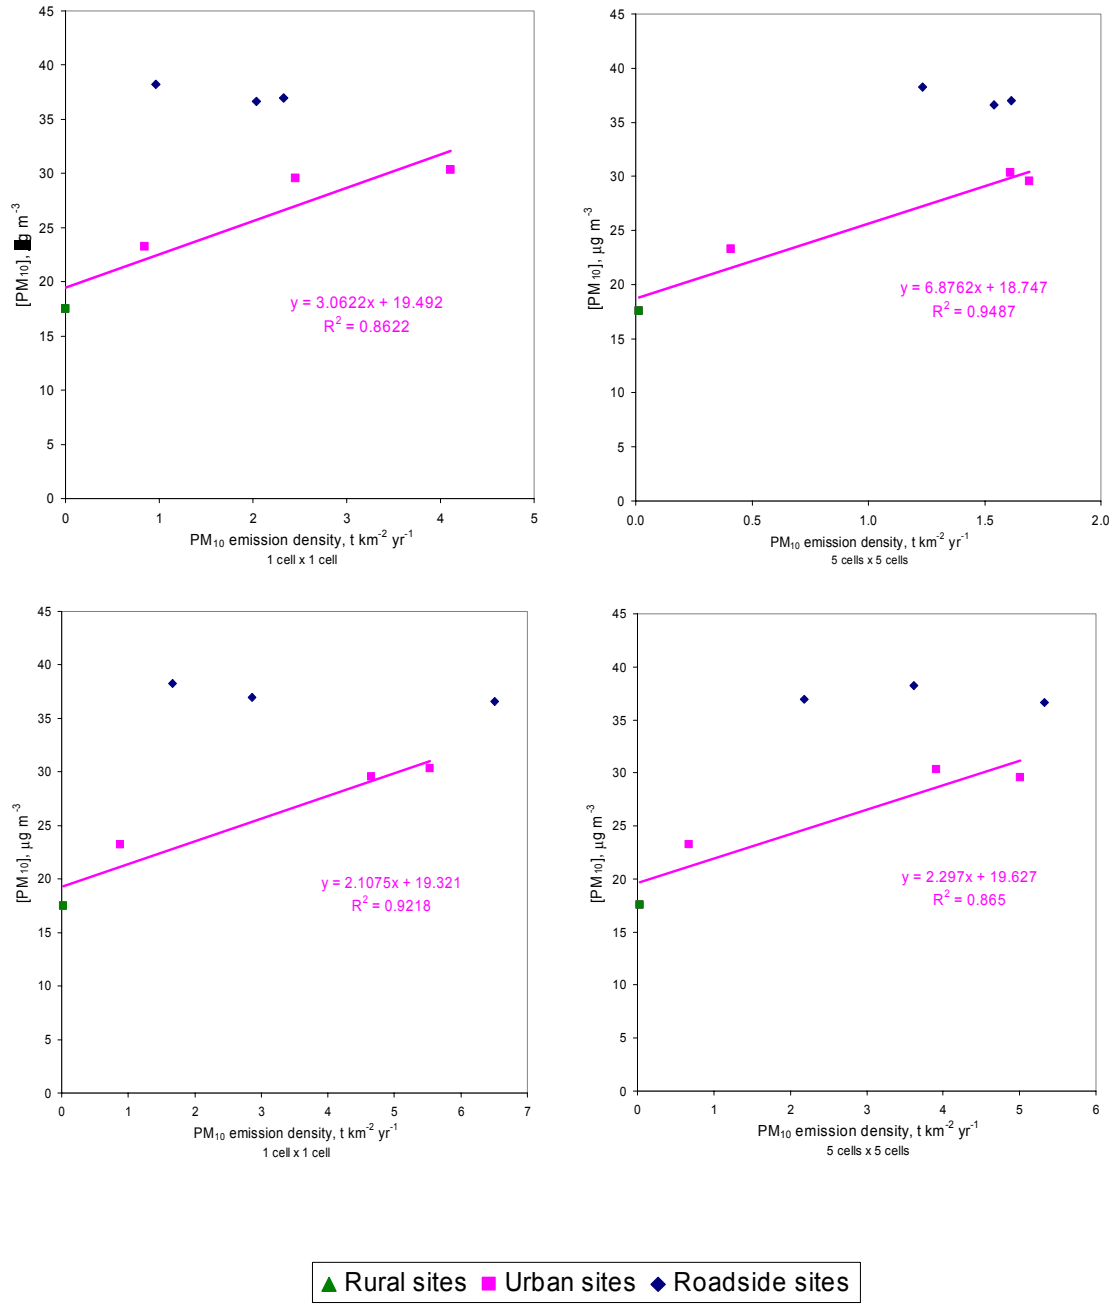 45
40
35
30
25
20
15
10
5
0
[PM₁₀], g m⁻³
y = 3.0622x + 19.492
R² = 0.8622
0 1 2 3 4 5
PM₁₀ emission density, t km⁻² yr⁻¹
1 cell x 1 cell
45
40
35
30
25
20
15
10
5
0
[PM₁₀], µg m⁻³
y = 6.8762x + 18.747
R² = 0.9487
0.0 0.5 1.0 1.5 2.0
PM₁₀ emission density, t km⁻² yr⁻¹
5 cells x 5 cells
45
40
35
30
25
20
15
10
5
0
[PM₁₀], µg m⁻³
y = 2.1075x + 19.321
R² = 0.9218
0 1 2 3 4 5 6 7
PM₁₀ emission density, t km⁻² yr⁻¹
1 cell x 1 cell
45
40
35
30
25
20
15
10
5
0
[PM₁₀], µg m⁻³
y = 2.297x + 19.627
R² = 0.865
0 1 2 3 4 5 6
PM₁₀ emission density, t km⁻² yr⁻¹
5 cells x 5 cells
Rural sites Urban sites Roadside sites